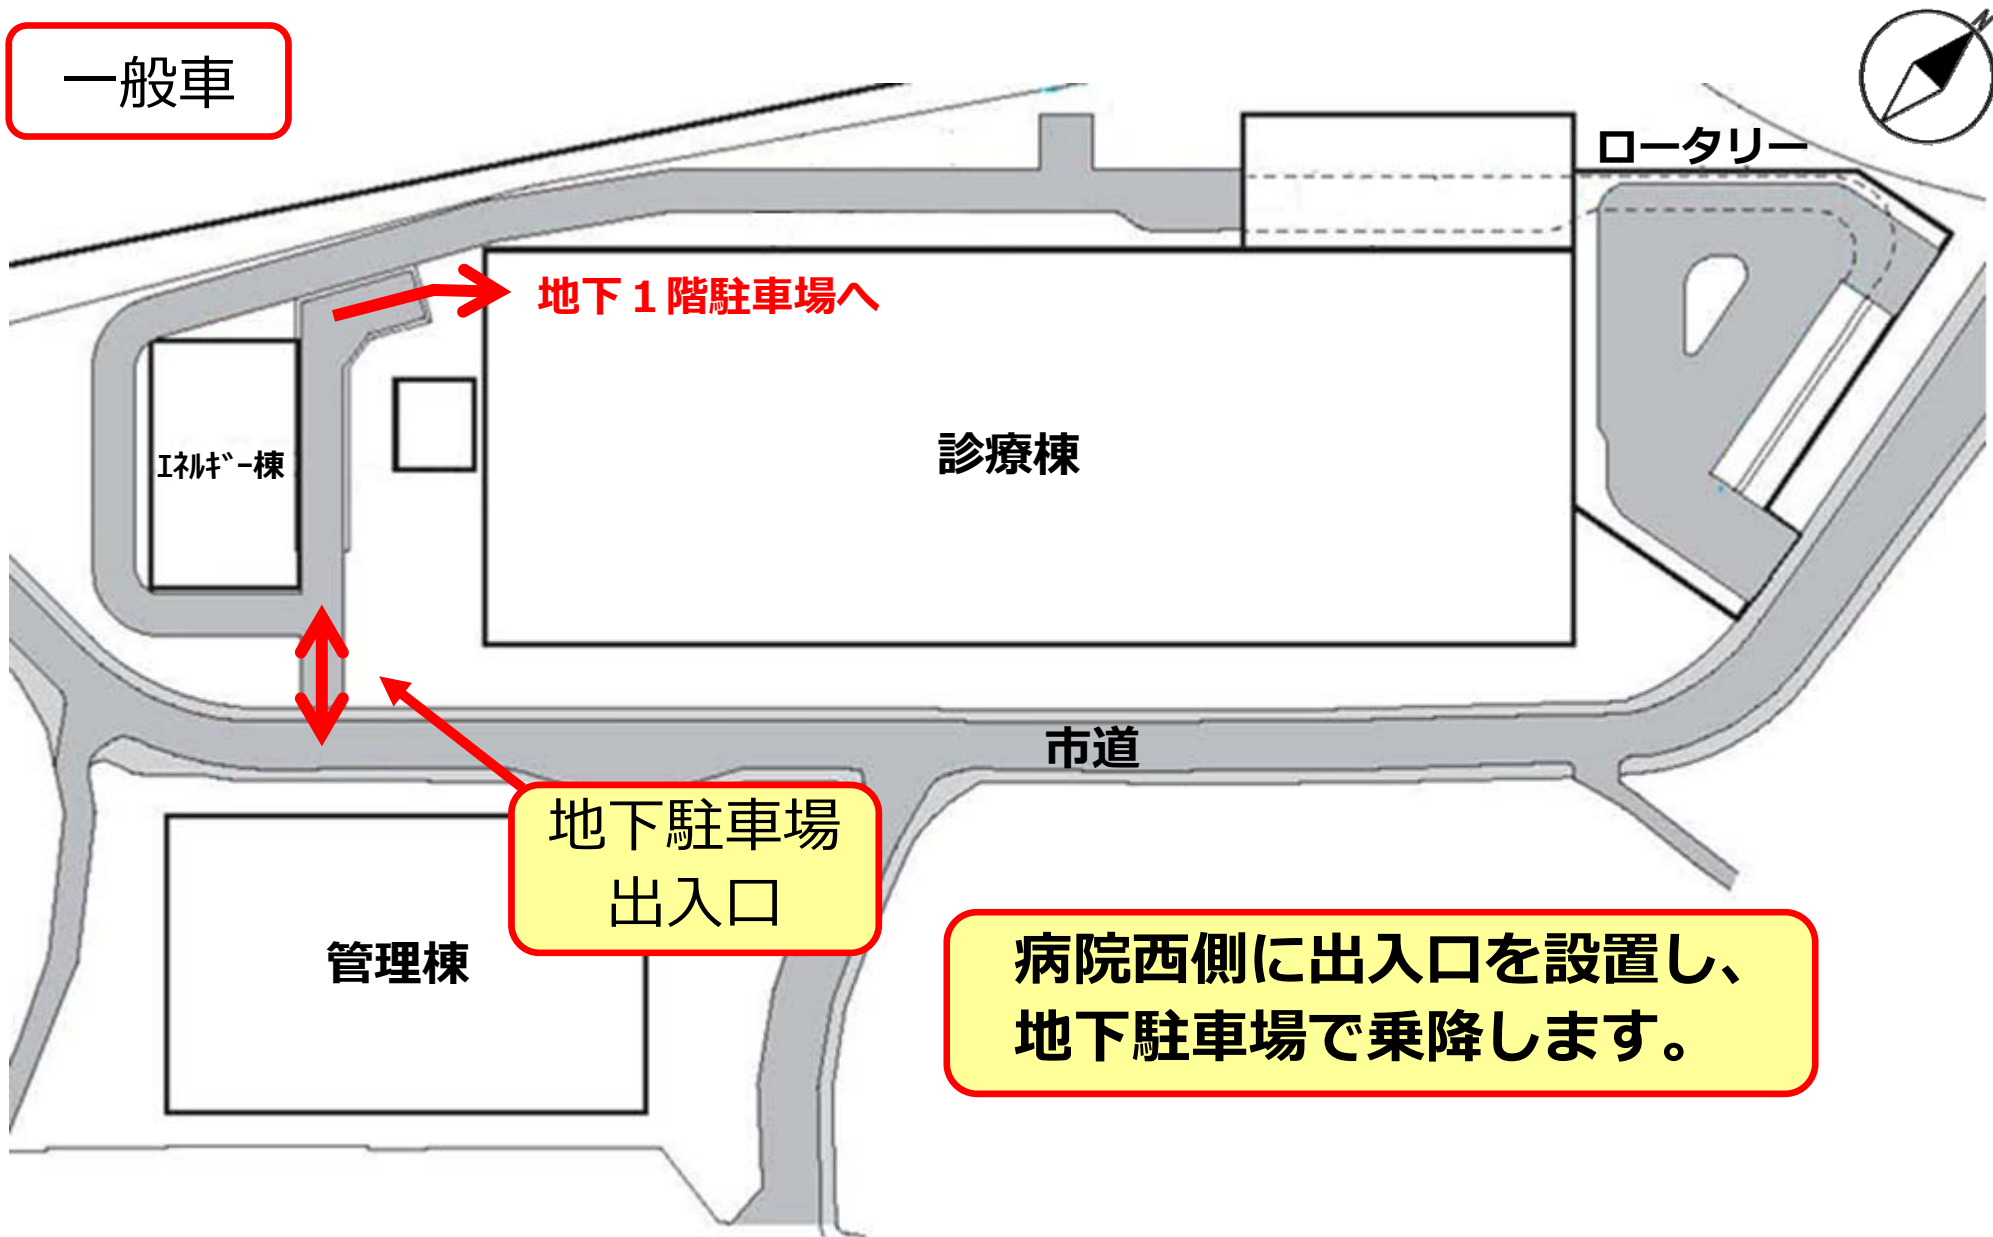 一般車
N
ロータリー
地下1階駐車場へ
診療棟
ｴﾈﾙｷﾞｰ棟
市道
地下駐車場
出入口
管理棟
病院西側に出入口を設置し、
地下駐車場で乗降します。